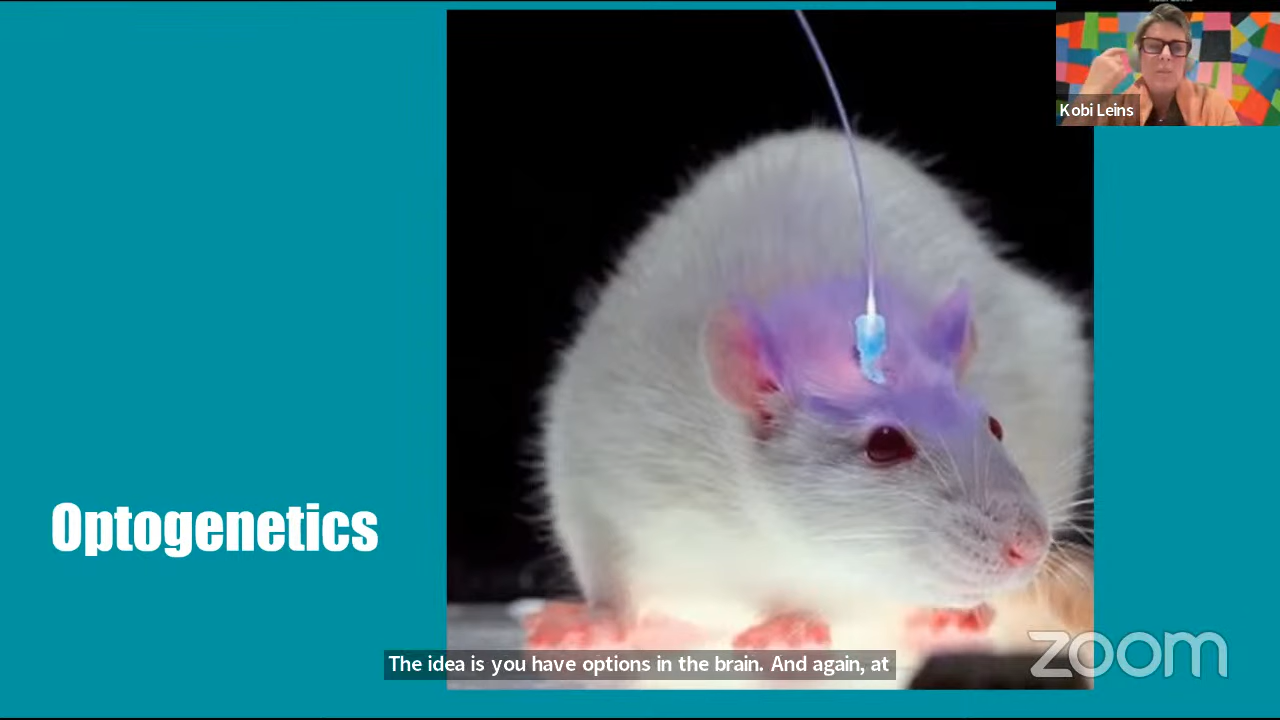 Kobi Leins
Optogenetics
The idea is you have options in the brain. And again, at
zoom